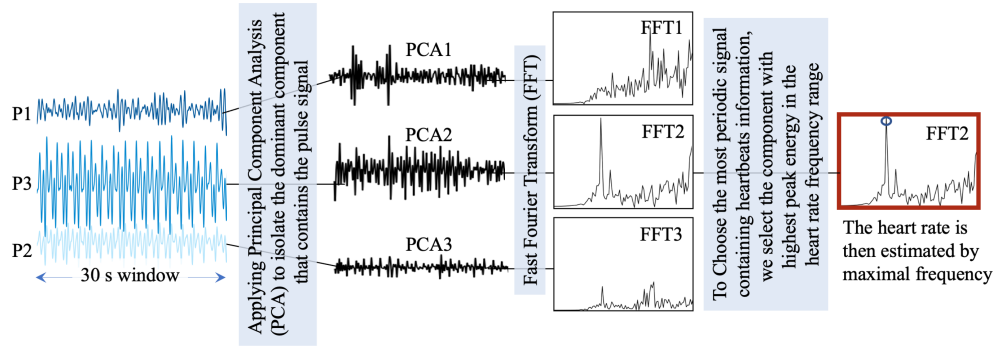 P1
P3
P2
30 s window
Applying Principal Component Analysis
(PCA) to isolate the dominant component
that contains the pulse signal
PCA1
PCA2
PCA3
Fast Fourier Transform (FFT)
FFT1
FFT2
FFT3
To Choose the most periodic signal
containing heartbeats information,
we select the component with
highest peak energy in the
heart rate frequency range
FFT2
The heart rate is
then estimated by
maximal frequency